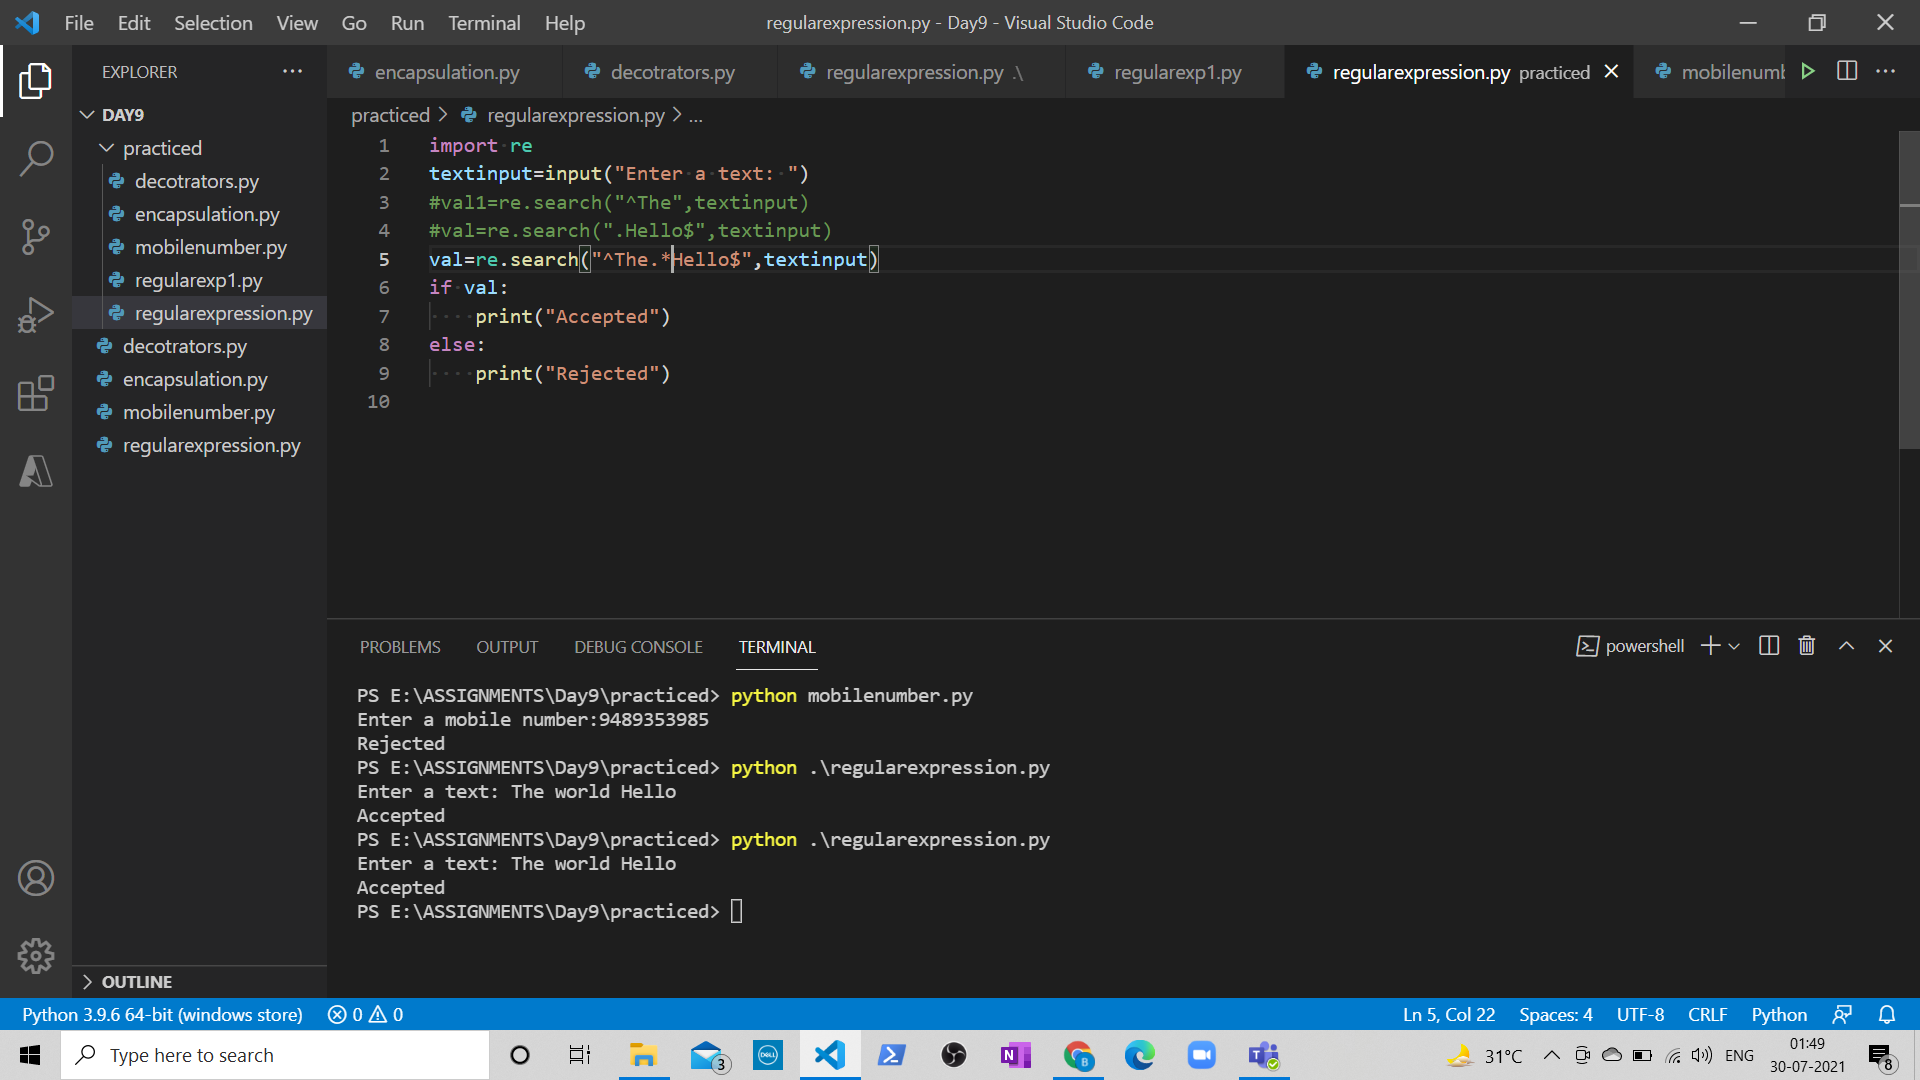 File Edit Selection View Go Run Terminal Help
regularexpression.py - Day9 - Visual Studio Code
EXPLORER
encapsulation.py
decotrators.py
regularexpression.py .\
regularexp1.py
regularexpression.py practiced
mobilenumb
DAY9
practiced
decotrators.py
encapsulation.py
mobilenumber.py
regularexp1.py
regularexpression.py
decotrators.py
encapsulation.py
mobilenumber.py
regularexpression.py
OUTLINE
practiced > regularexpression.py > ...
1 import re
2 textinput=input("Enter a text: ")
3 #val1=re.search("^The",textinput)
4 #val=re.search(".Hello$",textinput)
5 val=re.search("^The.*Hello$",textinput)
6 if val:
7     print("Accepted")
8 else:
9     print("Rejected")
10
PROBLEMS OUTPUT DEBUG CONSOLE TERMINAL
powershell
PS E:\ASSIGNMENTS\Day9\practiced> python mobilenumber.py
Enter a mobile number:9489353985
Rejected
PS E:\ASSIGNMENTS\Day9\practiced> python .\regularexpression.py
Enter a text: The world Hello
Accepted
PS E:\ASSIGNMENTS\Day9\practiced> python .\regularexpression.py
Enter a text: The world Hello
Accepted
PS E:\ASSIGNMENTS\Day9\practiced>
Python 3.9.6 64-bit (windows store) 0 0
Ln 5, Col 22 Spaces: 4 UTF-8 CRLF Python
Type here to search
3
DELL
N
B
31°C
ENG
01:49
30-07-2021
8